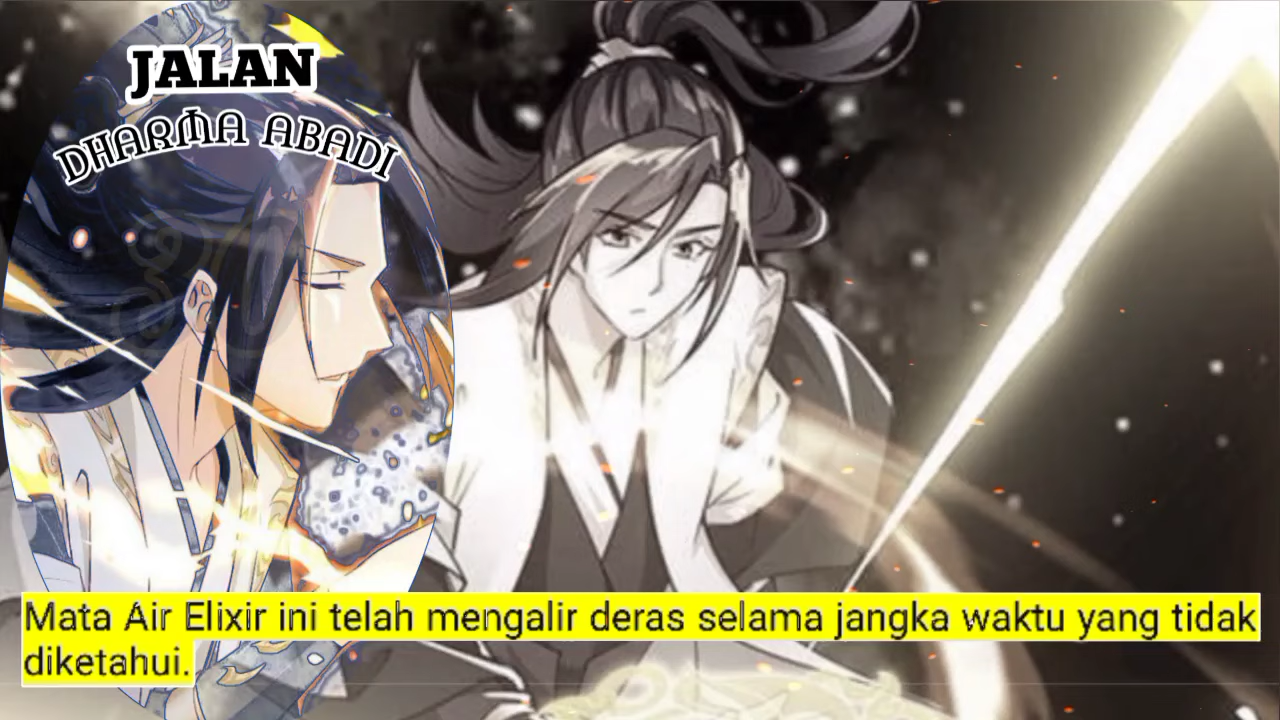 JALAN
DHARMA ABADI
Mata Air Elixir ini telah mengalir deras selama jangka waktu yang tidak
diketahui.